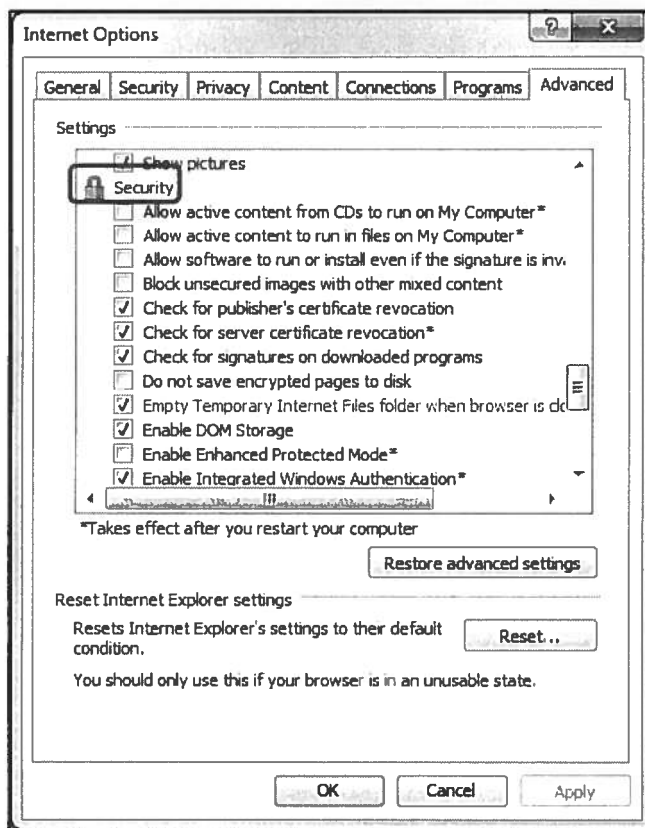 Internet Options
General Security Privacy Content Connections Programs Advanced
Settings
Show pictures
Security
Allow active content from CDs to run on My Computer*
Allow active content to run in files on My Computer*
Allow software to run or install even if the signature is inv
Block unsecured images with other mixed content
Check for publisher's certificate revocation
Check for server certificate revocation*
Check for signatures on downloaded programs
Do not save encrypted pages to disk
Empty Temporary Internet Files folder when browser is clo
Enable DOM Storage
Enable Enhanced Protected Mode*
Enable Integrated Windows Authentication*
*Takes effect after you restart your computer
Restore advanced settings
Reset Internet Explorer settings
Resets Internet Explorer's settings to their default
condition.
Reset...
You should only use this if your browser is in an unusable state.
OK Cancel Apply